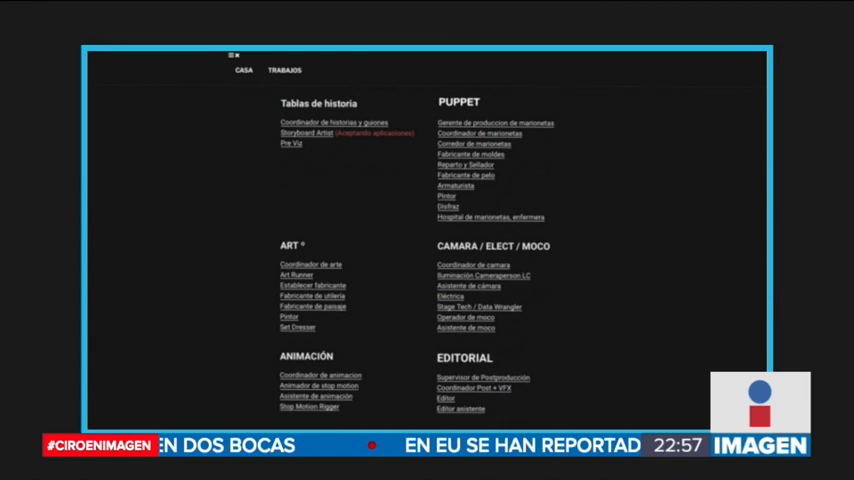 CASA TRABAJOS
Tablas de historia
Coordinador de historias y guiones
Storyboard Artist (Aceptando aplicaciones)
Pre Viz
PUPPET
Gerente de produccion de marionetas
Coordinador de marionetas
Corredor de marionetas
Fabricante de moldes
Reparto y Sellador
Fabricante de pelo
Armaturista
Pintor
Disfraz
Hospital de marionetas, enfermera
ART º
Coordinador de arte
Art Runner
Establecer fabricante
Fabricante de utilería
Fabricante de paisaje
Pintor
Set Dresser
CAMARA / ELECT / MOCO
Coordinador de camara
Iluminación Cameraperson LC
Asistente de cámara
Eléctrica
Stage Tech / Data Wrangler
Operador de moco
Asistente de moco
ANIMACIÓN
Coordinador de animacion
Animador de stop motion
Asistente de animación
Stop Motion Rigger
EDITORIAL
Supervisor de Postproducción
Coordinador Post + VFX
Editor
Editor asistente
#CIROENIMAGEN EN DOS BOCAS EN EU SE HAN REPORTAD 22:57 IMAGEN